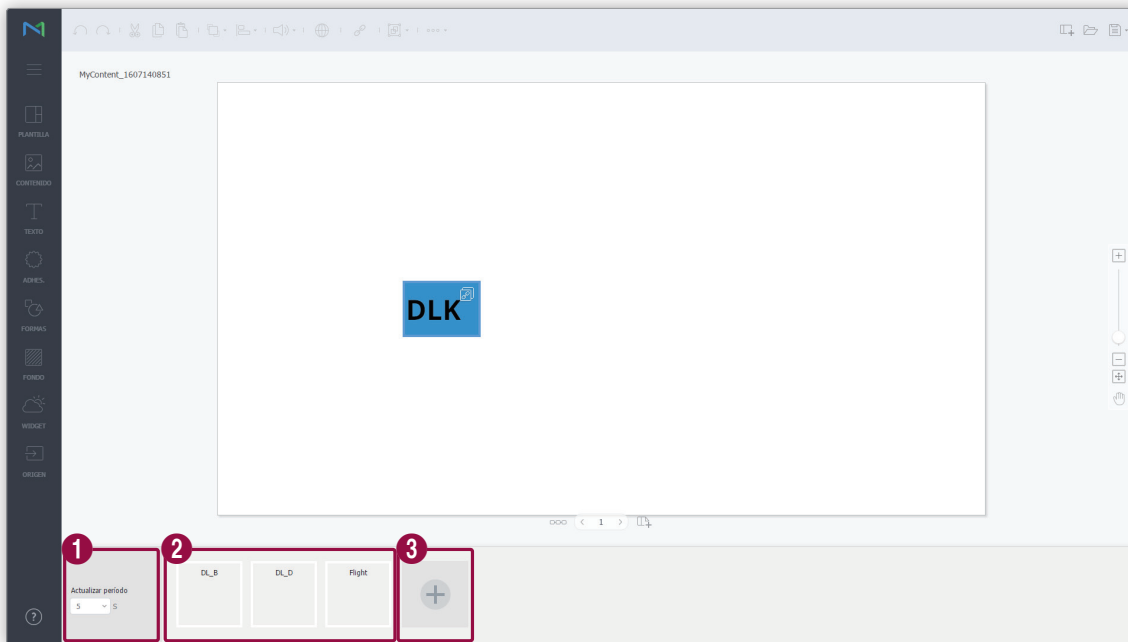 MyContent_1607140851
PLANTILLA
CONTENIDO
TEXTO
ADHES.
FORMAS
FONDO
WIDGET
ORIGEN
DLK
1
1
2
3
DL_B
DL_D
Flight
Actualizar período
5 S
?